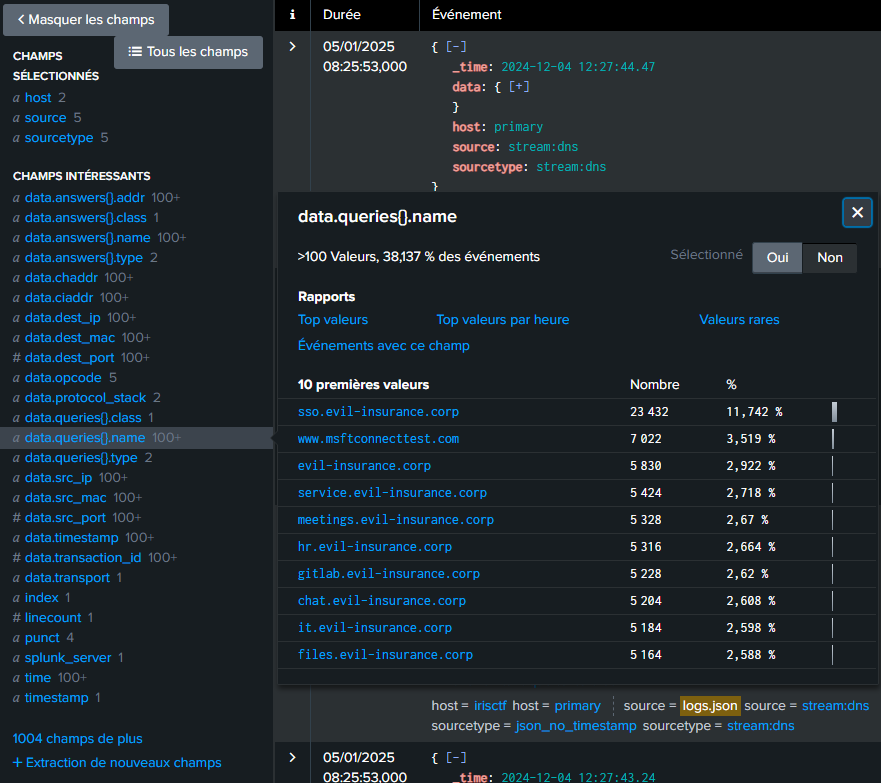 < Masquer les champs
Tous les champs
CHAMPS
SÉLECTIONNÉS
a host 2
a source 5
a sourcetype 5
CHAMPS INTÉRESSANTS
a data.answers{}.addr 100+
a data.answers{}.class 1
a data.answers{}.name 100+
a data.answers{}.type 2
a data.chaddr 100+
a data.ciaddr 100+
a data.dest_ip 100+
a data.dest_mac 100+
# data.dest_port 100+
a data.opcode 5
a data.protocol_stack 2
a data.queries{}.class 1
a data.queries{}.name 100+
a data.queries{}.type 2
a data.src_ip 100+
a data.src_mac 100+
# data.src_port 100+
a data.timestamp 100+
# data.transaction_id 100+
a data.transport 1
a index 1
# linecount 1
a punct 4
a splunk_server 1
a time 100+
a timestamp 1
1004 champs de plus
+ Extraction de nouveaux champs
i Durée Événement
> 05/01/2025 { [-]
08:25:53,000 _time: 2024-12-04 12:27:44.47
data: { [+]
}
host: primary
source: stream:dns
sourcetype: stream:dns
}
data.queries{}.name ×
>100 Valeurs, 38,137 % des événements Sélectionné Oui Non
Rapports
Top valeurs Top valeurs par heure Valeurs rares
Événements avec ce champ
10 premières valeurs Nombre %
sso.evil-insurance.corp 23 432 11,742 %
www.msftconnecttest.com 7 022 3,519 %
evil-insurance.corp 5 830 2,922 %
service.evil-insurance.corp 5 424 2,718 %
meetings.evil-insurance.corp 5 328 2,67 %
hr.evil-insurance.corp 5 316 2,664 %
gitlab.evil-insurance.corp 5 228 2,62 %
chat.evil-insurance.corp 5 204 2,608 %
it.evil-insurance.corp 5 184 2,598 %
files.evil-insurance.corp 5 164 2,588 %
host = irisctf host = primary source = logs.json source = stream:dns
sourcetype = json_no_timestamp sourcetype = stream:dns
> 05/01/2025 { [-]
08:25:53,000 _time: 2024-12-04 12:27:43.24